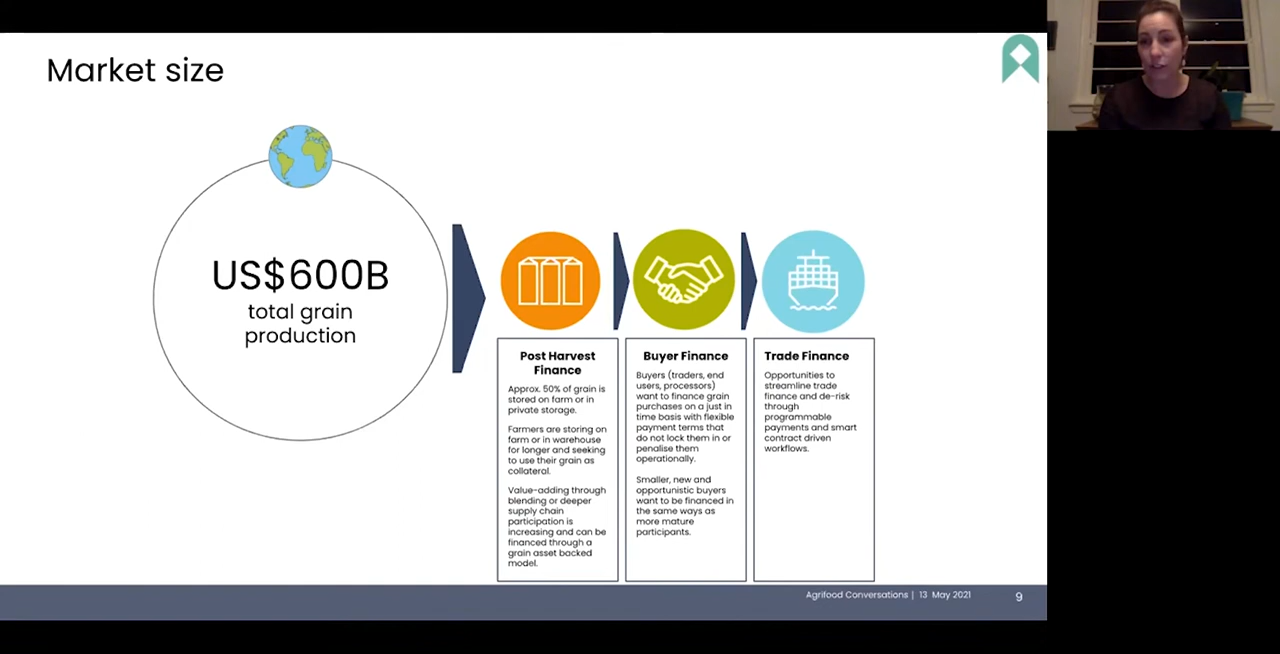 Market size
US$600B
total grain
production
Post Harvest
Finance
Approx. 50% of grain is
stored on farm or in
private storage.
Farmers are storing on
farm or in warehouse
for longer and seeking
to use their grain as
collateral.
Value-adding through
blending or deeper
supply chain
participation is
increasing and can be
financed through a
grain asset backed
model.
Buyer Finance
Buyers (traders, end
users, processors)
want to finance grain
purchases on a just in
time basis with flexible
payment terms that
do not lock them in or
penalise them
operationally.
Smaller, new and
opportunistic buyers
want to be financed in
the same ways as
more mature
participants.
Trade Finance
Opportunities to
streamline trade
finance and de-risk
through
programmable
payments and smart
contract driven
workflows.
Agrifood Conversations | 13 May 2021
9